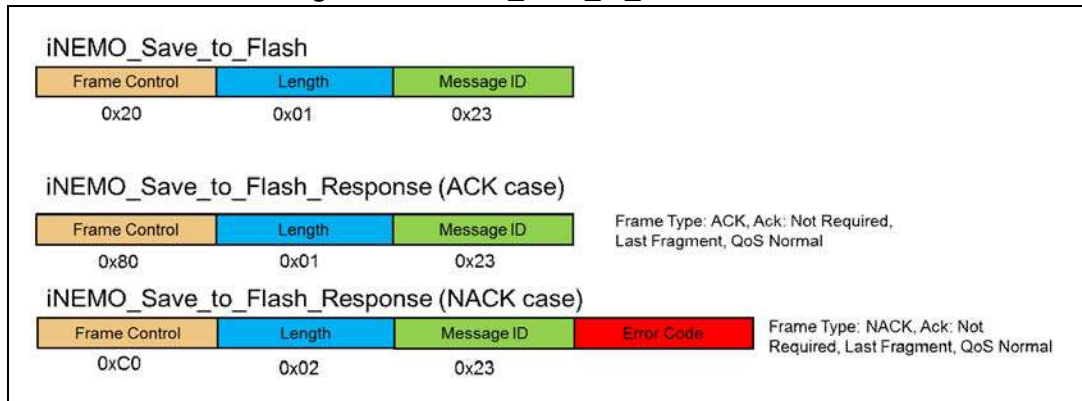 iNEMO_Save_to_Flash
Frame Control Length Message ID
0x20 0x01 0x23
iNEMO_Save_to_Flash_Response (ACK case)
Frame Control Length Message ID
Frame Type: ACK, Ack: Not Required,
Last Fragment, QoS Normal
0x80 0x01 0x23
iNEMO_Save_to_Flash_Response (NACK case)
Frame Control Length Message ID Error Code
Frame Type: NACK, Ack: Not
Required, Last Fragment, QoS Normal
0xC0 0x02 0x23